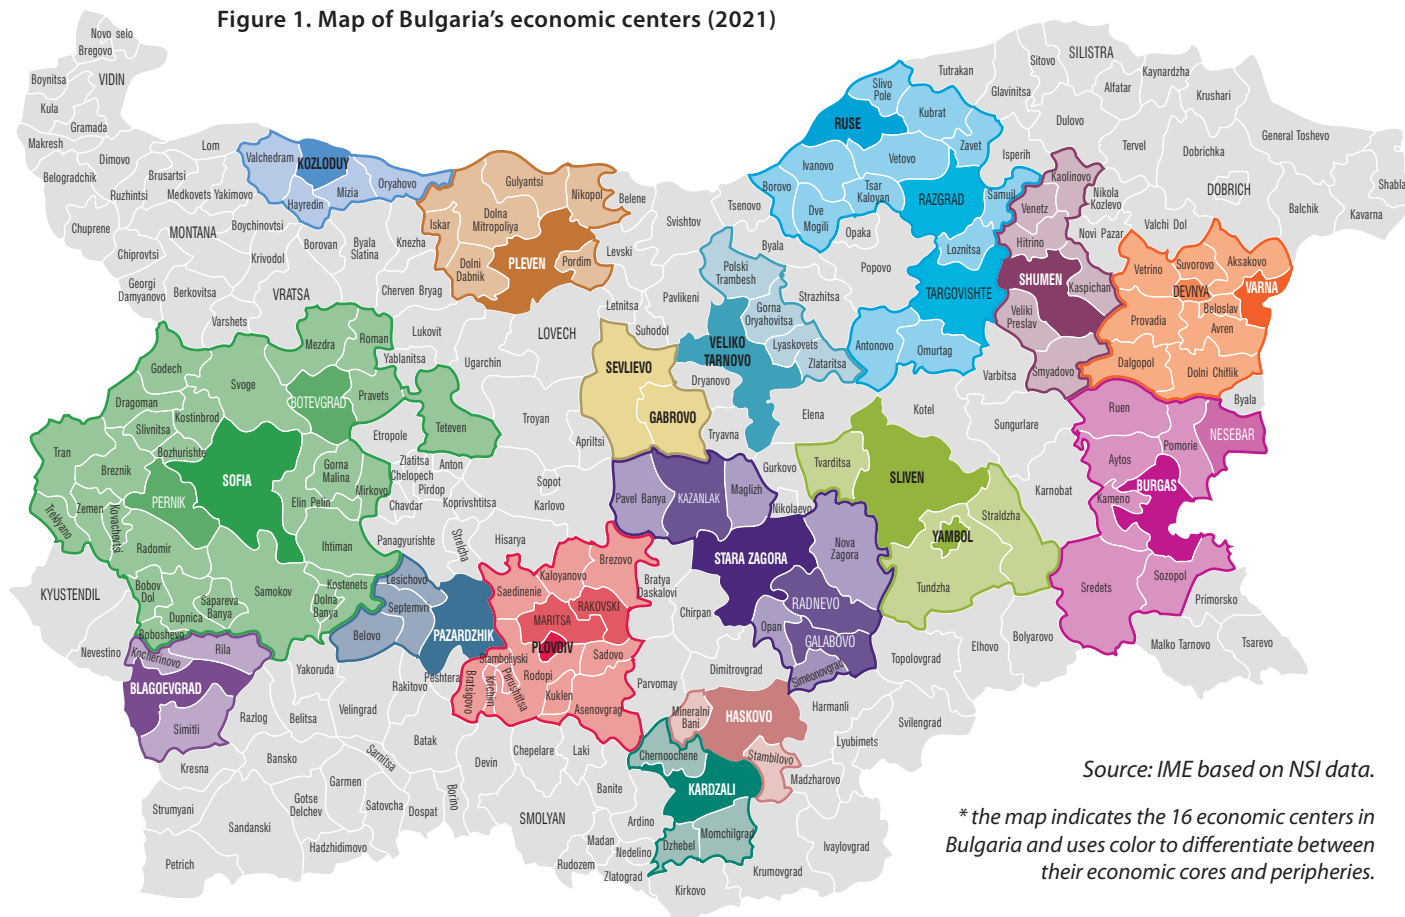 Figure 1. Map of Bulgaria's economic centers (2021)
Novo selo
Bregovo
Boynitsa
VIDIN
Kula
Gramada
Makresh
Dimovo
Lom
Belogradchik
Brusartsi
Ruzhintsi
Medkovets
Yakimovo
Chuprene
MONTANA
Boychinovtsi
Chiprovtsi
Krivodol
Georgi
Damyanovo
Berkovitsa
VRATSA
Varshets
Valchedram
KOZLODUY
Mizia
Oryahovo
Hayredin
Borovan
Byala
Slatina
Knezha
Cherven Bryag
Iskar
Gulyantsi
Dolna
Mitropoliya
Nikopol
Belene
Dolni
Dabnik
PLEVEN
Pordim
Levski
Svishtov
Letnitsa
Pavlikeni
LOVECH
Suhodol
Lukovit
Ugarchin
Yablanitsa
Troyan
Apriltsi
SEVLIEVO
GABROVO
Dryanovo
Tryavna
Polski
Trambesh
Byala
Gorna
Oryahovitsa
Strazhitsa
VELIKO
TARNOVO
Lyaskovets
Zlataritsa
Elena
Tsenovo
Slivo
Pole
RUSE
Kubrat
Zavet
Ivanovo
Vetovo
Borovo
Tsar
Kaloyan
Dve
Mogili
Opaka
Popovo
RAZGRAD
Samuil
Isperih
Loznitsa
TARGOVISHTE
Antonovo
Omurtag
Tutrakan
Glavinitsa
Sitovo
SILISTRA
Alfatar
Kaynardzha
Krushari
Dulovo
Tervel
General Toshevo
Dobrichka
DOBRICH
Shabla
Balchik
Kavarna
Kaolinovo
Nikola
Kozlevo
Venetz
Hitrino
Novi Pazar
Valchi Dol
SHUMEN
Kaspichan
Veliki
Preslav
Smyadovo
Varbitsa
Vetrino
Suvorovo
Aksakovo
DEVNYA
VARNA
Beloslav
Provadia
Avren
Dalgopol
Dolni Chiflik
Byala
Ruen
NESEBAR
Pomorie
Aytos
Kameno
BURGAS
Sredets
Sozopol
Primorsko
Malko Tarnovo
Tsarevo
Kotel
Sungurlare
Karnobat
Tvarditsa
SLIVEN
Straldzha
YAMBOL
Tundzha
Bolyarovo
Elhovo
Topolovgrad
Godech
Svoge
Mezdra
Roman
BOTEVGRAD
Pravets
Dragoman
Kostinbrod
Slivnitsa
Bozhurishte
Etropole
Teteven
Tran
Breznik
SOFIA
Gorna
Malina
Mirkovo
PERNIK
Elin Pelin
Zemen
Kovachevtsi
Treklyano
Radomir
Ihtiman
Zlatitsa
Anton
Chelopech
Pirdop
Chavdar
Koprivshtitsa
Sopot
Karlovo
Panagyurishte
Strelcha
Hisarya
KYUSTENDIL
Bobov
Dol
Dupnica
Sapareva
Banya
Samokov
Kostenets
Dolna
Banya
Boboshevo
Nevestino
Kocherinovo
Rila
BLAGOEVGRAD
Simitli
Lesichovo
Septemvri
Belovo
PAZARDZHIK
Yakoruda
Velingrad
Rakitovo
Peshtera
Batak
Razlog
Belitsa
Bansko
Sarnitsa
Kresna
Strumyani
Sandanski
Petrich
Hadzhidimovo
Gotse
Delchev
Garmen
Satovcha
Dospat
Borino
Devin
Chepelare
Laki
Banite
SMOLYAN
Madan
Ardino
Rudozem
Nedelino
Zlatograd
Pavel Banya
KAZANLAK
Maglizh
Gurkovo
Nikolaevo
STARA ZAGORA
Nova
Zagora
RADNEVO
Opan
GALABOVO
Simeonovgrad
Bratya
Daskalovi
Chirpan
Brezovo
Kaloyanovo
Saedinenie
RAKOVSKI
MARITSA
PLOVDIV
Stamboliyski
Sadovo
Rodopi
Bratsigovo
Krichim
Perushtitsa
Kuklen
Asenovgrag
Parvomay
Dimitrovgrad
Mineralni
Bani
HASKOVO
Harmanli
Svilengrad
Lyubimets
Stambilovo
Madzharovo
Ivaylovgrad
Chernoochene
KARDZALI
Momchilgrad
Dzhebel
Krumovgrad
Kirkovo
Source: IME based on NSI data.
* the map indicates the 16 economic centers in
Bulgaria and uses color to differentiate between
their economic cores and peripheries.